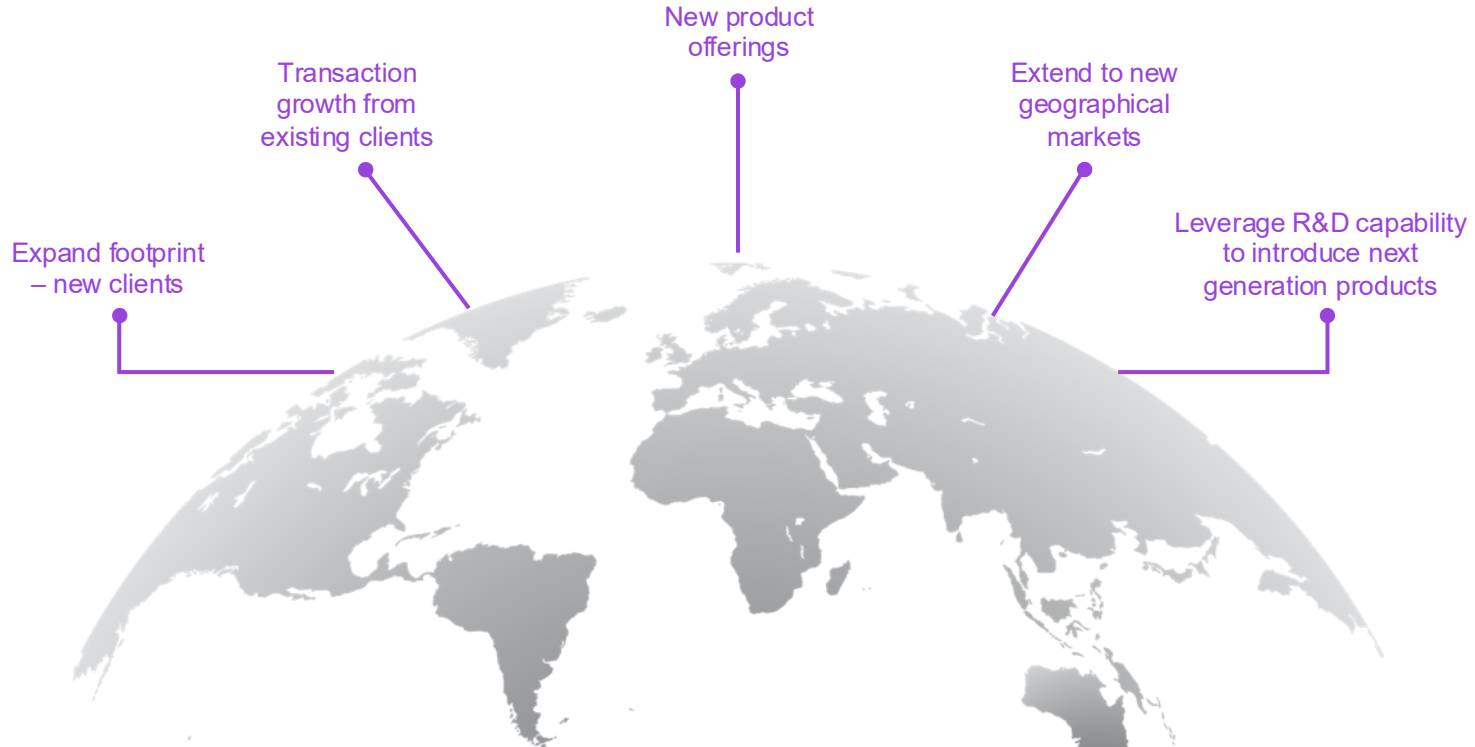 Expand footprint
– new clients
Transaction
growth from
existing clients
New product
offerings
Extend to new
geographical
markets
Leverage R&D capability
to introduce next
generation products